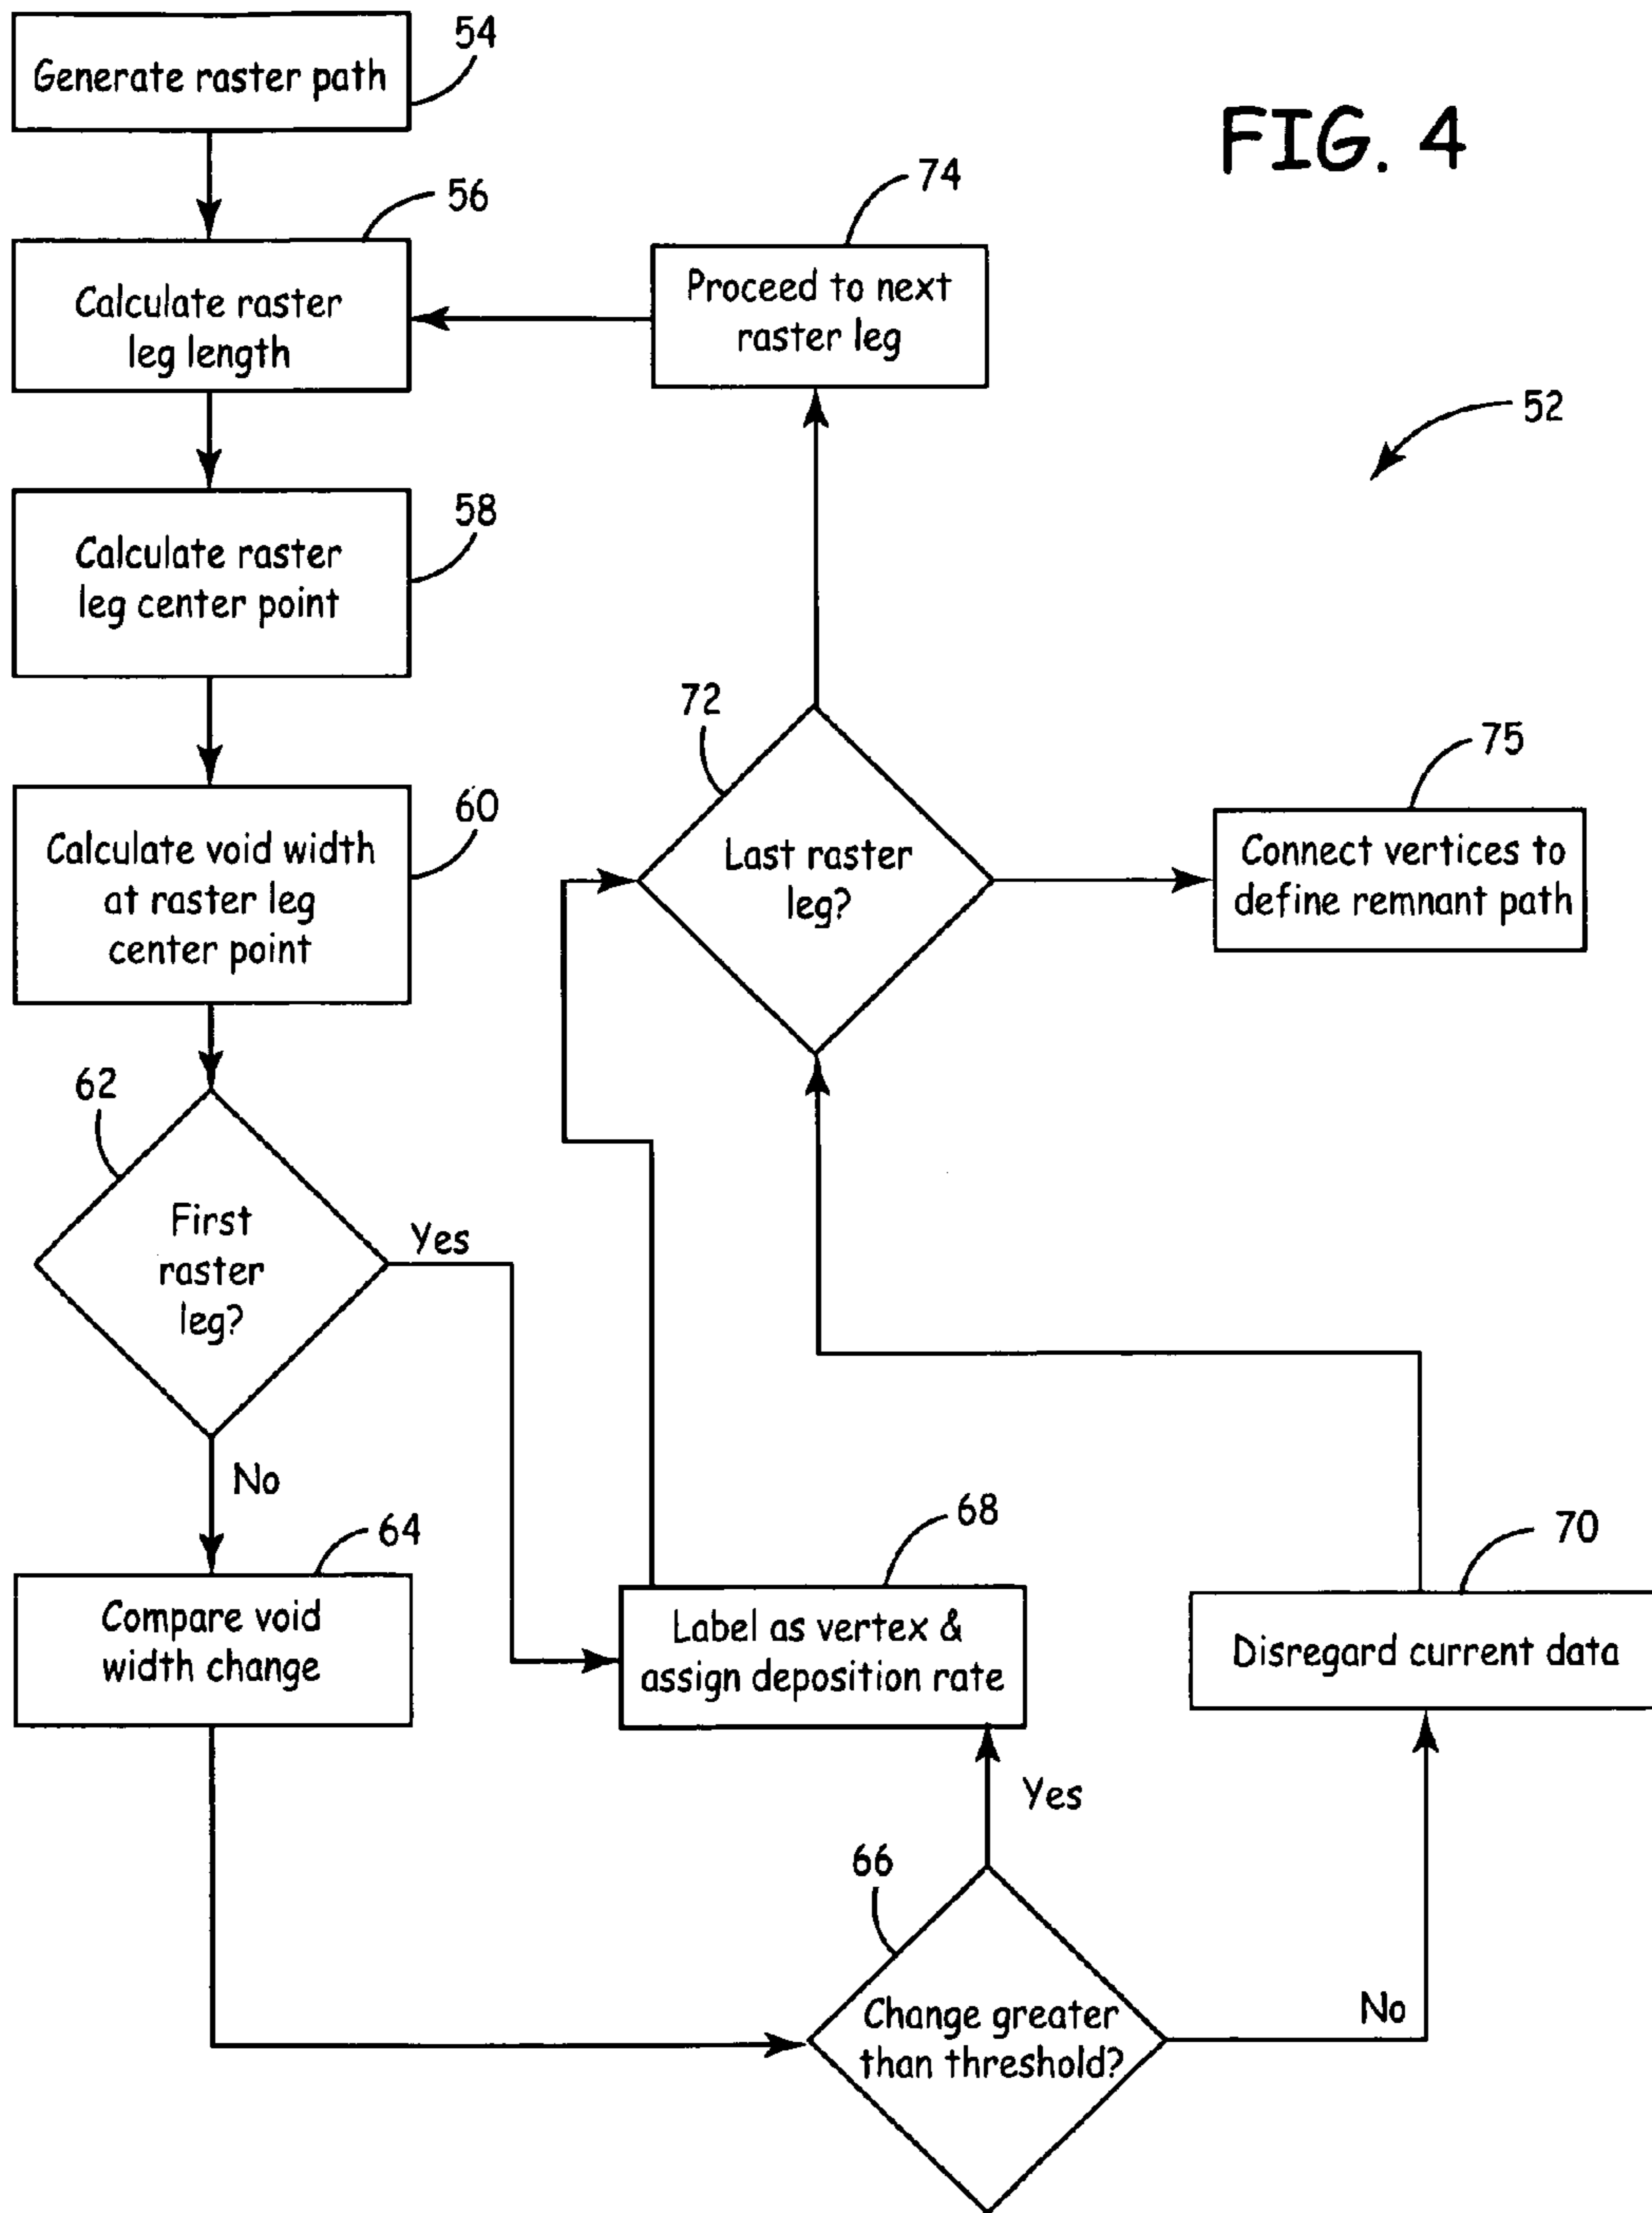 FIG. 4
54
Generate raster path
56
Calculate raster
leg length
74
Proceed to next
raster leg
52
58
Calculate raster
leg center point
60
Calculate void width
at raster leg
center point
72
Last raster
leg?
75
Connect vertices to
define remnant path
62
First
raster
leg?
Yes
No
64
Compare void
width change
68
Label as vertex &
assign deposition rate
70
Disregard current data
Yes
66
Change greater
than threshold?
No